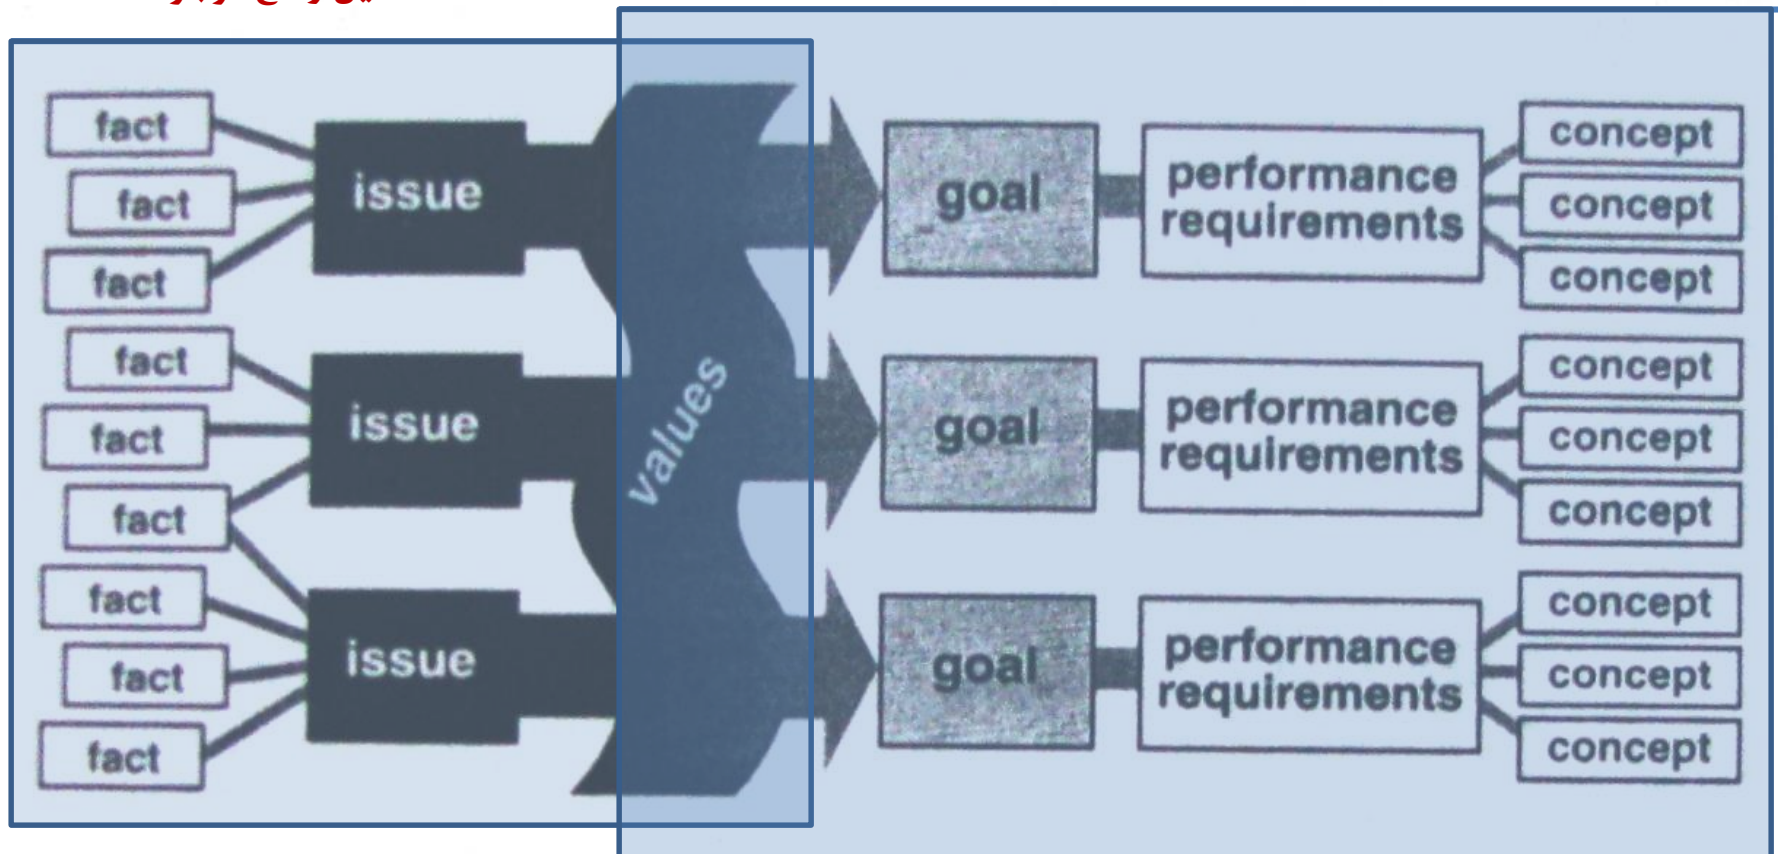 fact
fact
fact
fact
fact
fact
fact
fact
fact
issue
issue
issue
values
goal
goal
goal
performance
requirements
performance
requirements
performance
requirements
concept
concept
concept
concept
concept
concept
concept
concept
concept